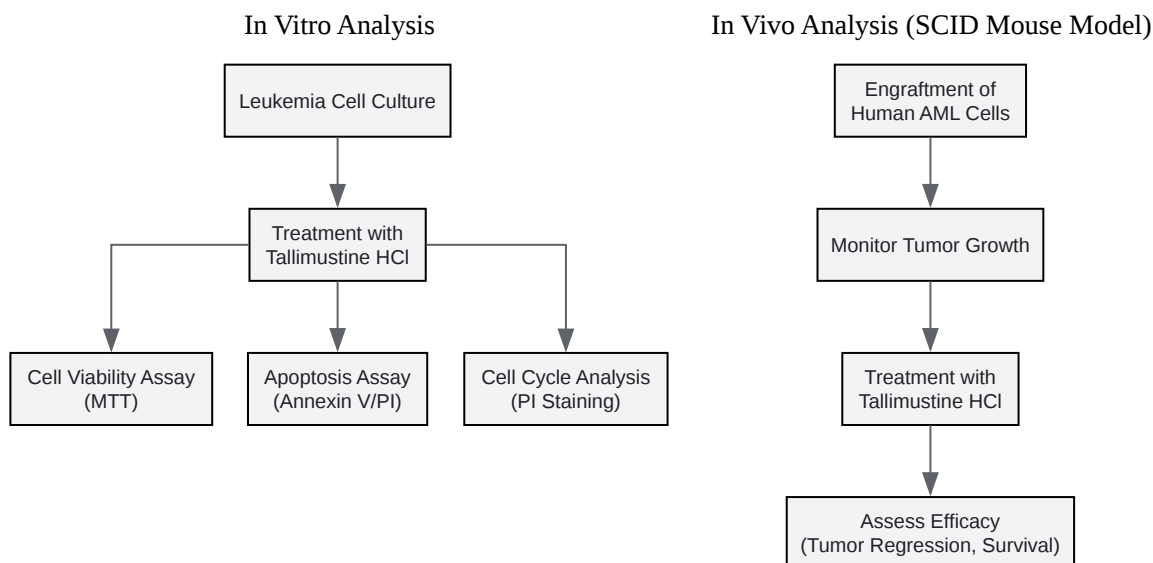 In Vitro Analysis
Leukemia Cell Culture
Treatment with
Tallimustine HCl
Cell Viability Assay
(MTT)
Apoptosis Assay
(Annexin V/PI)
Cell Cycle Analysis
(PI Staining)
In Vivo Analysis (SCID Mouse Model)
Engraftment of
Human AML Cells
Monitor Tumor Growth
Treatment with
Tallimustine HCl
Assess Efficacy
(Tumor Regression, Survival)